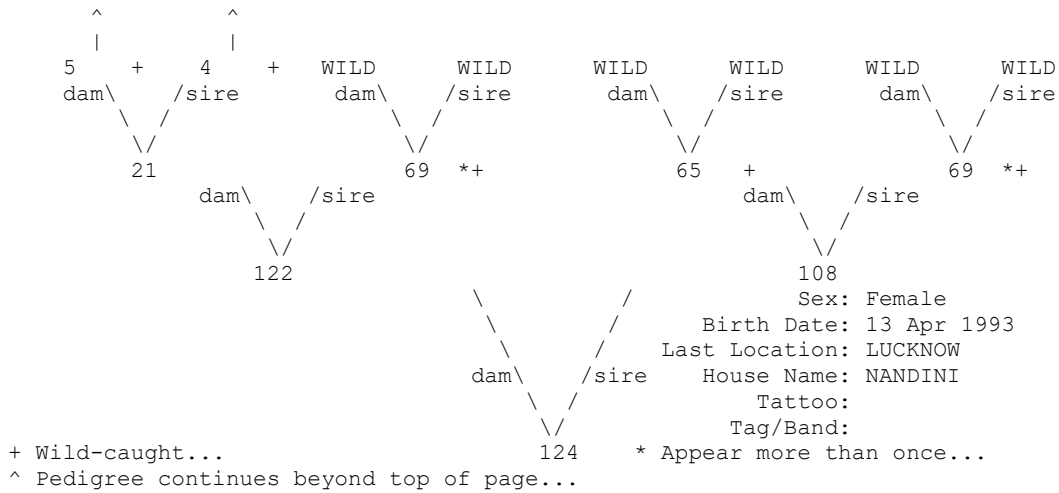 ^ ^
| |
5 + 4 + WILD WILD WILD WILD WILD WILD
dam\ /sire dam\ /sire dam\ /sire dam\ /sire
\ / \ / \ / \ /
\/ \/ \/ \/
21 69 *+ 65 + 69 *+
dam\ /sire dam\ /sire
\ / \ /
\/ \/
122 108
\ / Sex: Female
\ / Birth Date: 13 Apr 1993
\ / Last Location: LUCKNOW
dam\ /sire House Name: NANDINI
\ / Tattoo:
\/ Tag/Band:
+ Wild-caught... 124 * Appear more than once...
^ Pedigree continues beyond top of page...